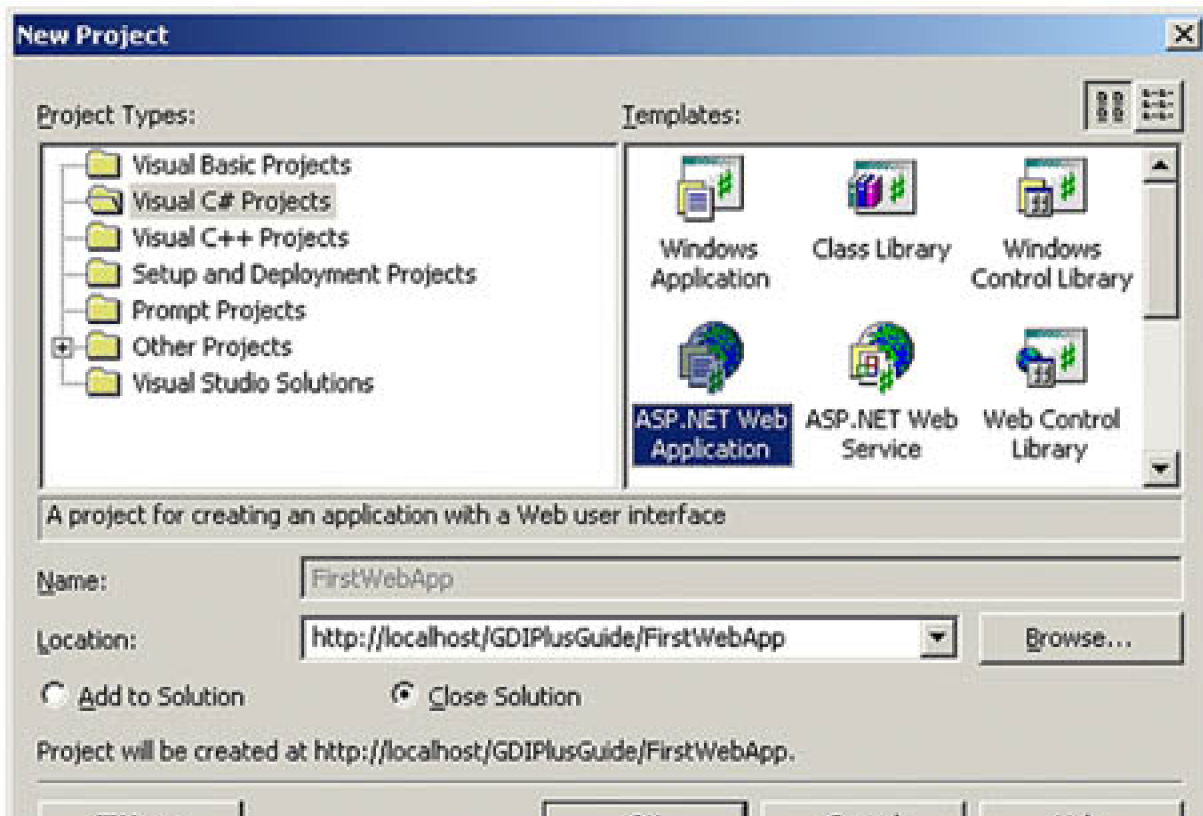 New Project
Project Types:
Templates:
Visual Basic Projects
Visual C# Projects
Visual C++ Projects
Setup and Deployment Projects
Prompt Projects
Other Projects
Visual Studio Solutions
Windows
Application
Class Library
Windows
Control Library
ASP.NET Web
Application
ASP.NET Web
Service
Web Control
Library
A project for creating an application with a Web user interface
Name:
FirstWebApp
Location:
http://localhost/GDIPlusGuide/FirstWebApp
Browse...
Add to Solution
Close Solution
Project will be created at http://localhost/GDIPlusGuide/FirstWebApp.